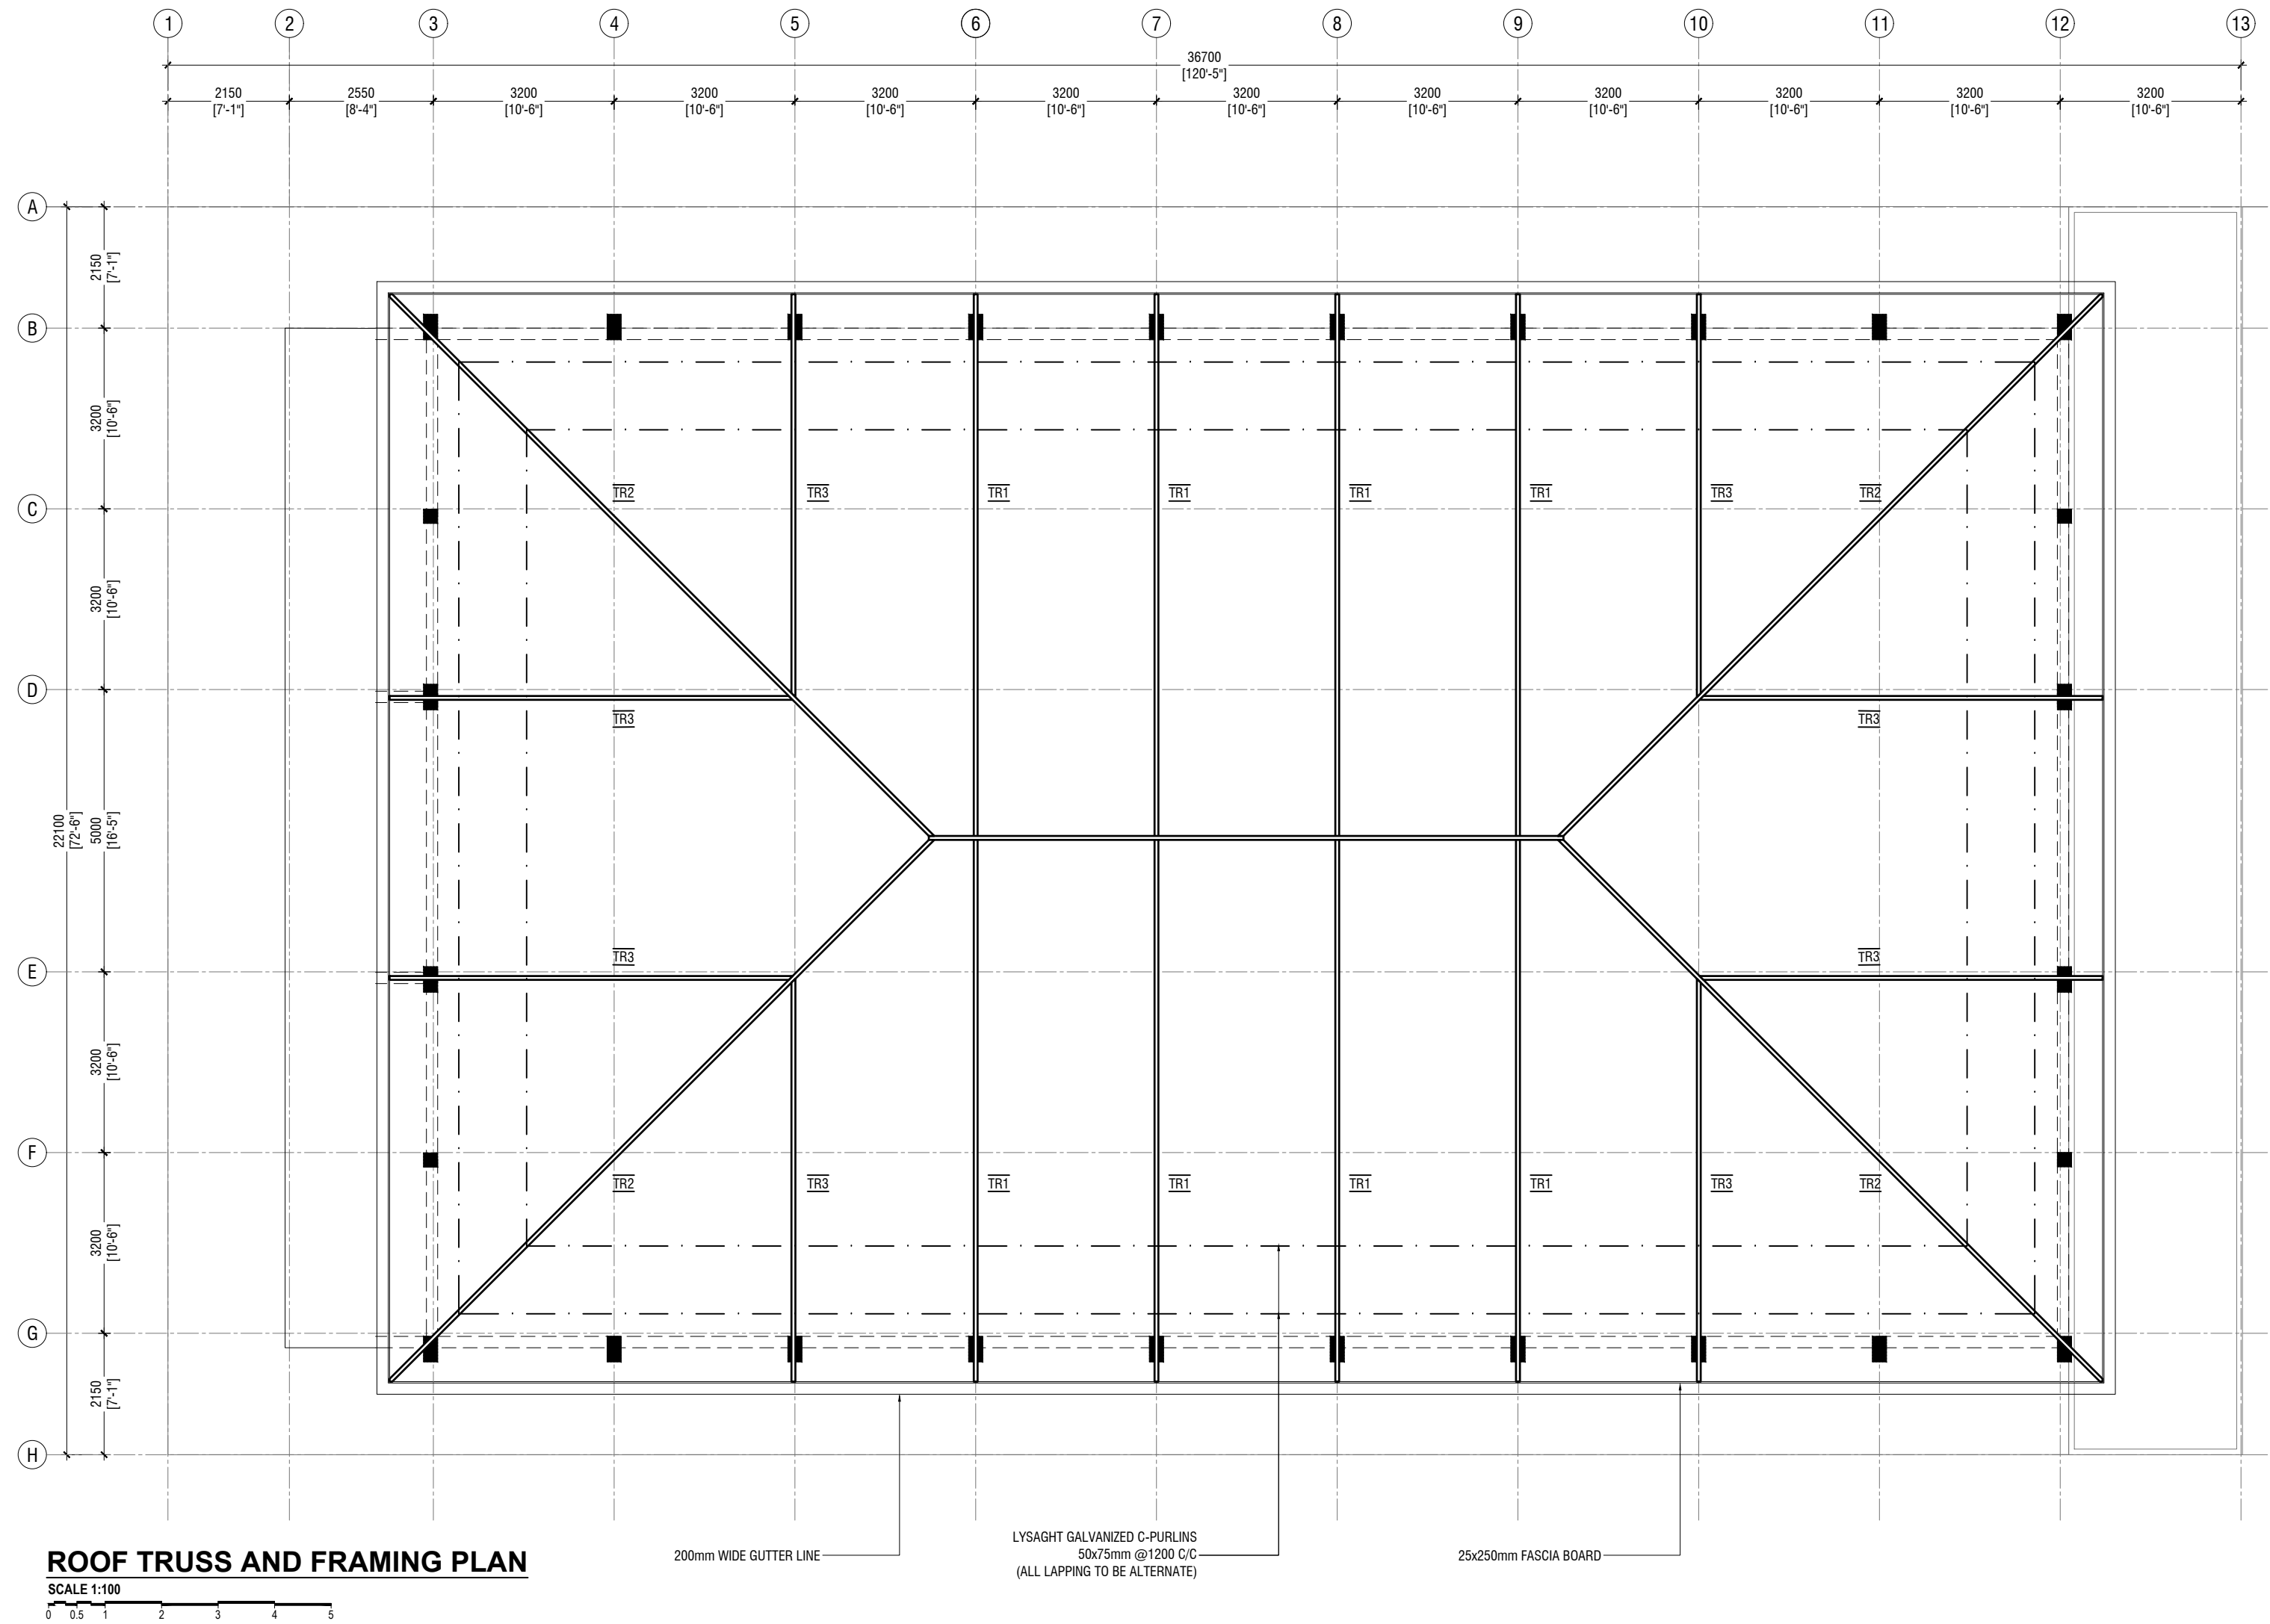 1 2 3 4 5 6 7 8 9 10 11 12 13
36700
[120'-5"]
2150 2550 3200 3200 3200 3200 3200 3200 3200 3200 3200 3200
[7'-1"] [8'-4"] [10'-6"] [10'-6"] [10'-6"] [10'-6"] [10'-6"] [10'-6"] [10'-6"] [10'-6"] [10'-6"] [10'-6"]
A
2150
[7'-1"]
B
3200
[10'-6"]
TR2 TR3 TR1 TR1 TR1 TR1 TR3 TR2
C
3200
[10'-6"]
D
TR3 TR3
22100
[72'-6"]
5000
[16'-5"]
TR3 TR3
E
3200
[10'-6"]
F
TR2 TR3 TR1 TR1 TR1 TR1 TR3 TR2
3200
[10'-6"]
G
2150
[7'-1"]
H
200mm WIDE GUTTER LINE
LYSAGHT GALVANIZED C-PURLINS
50x75mm @1200 C/C
(ALL LAPPING TO BE ALTERNATE)
25x250mm FASCIA BOARD
ROOF TRUSS AND FRAMING PLAN
SCALE 1:100
0 0.5 1 2 3 4 5